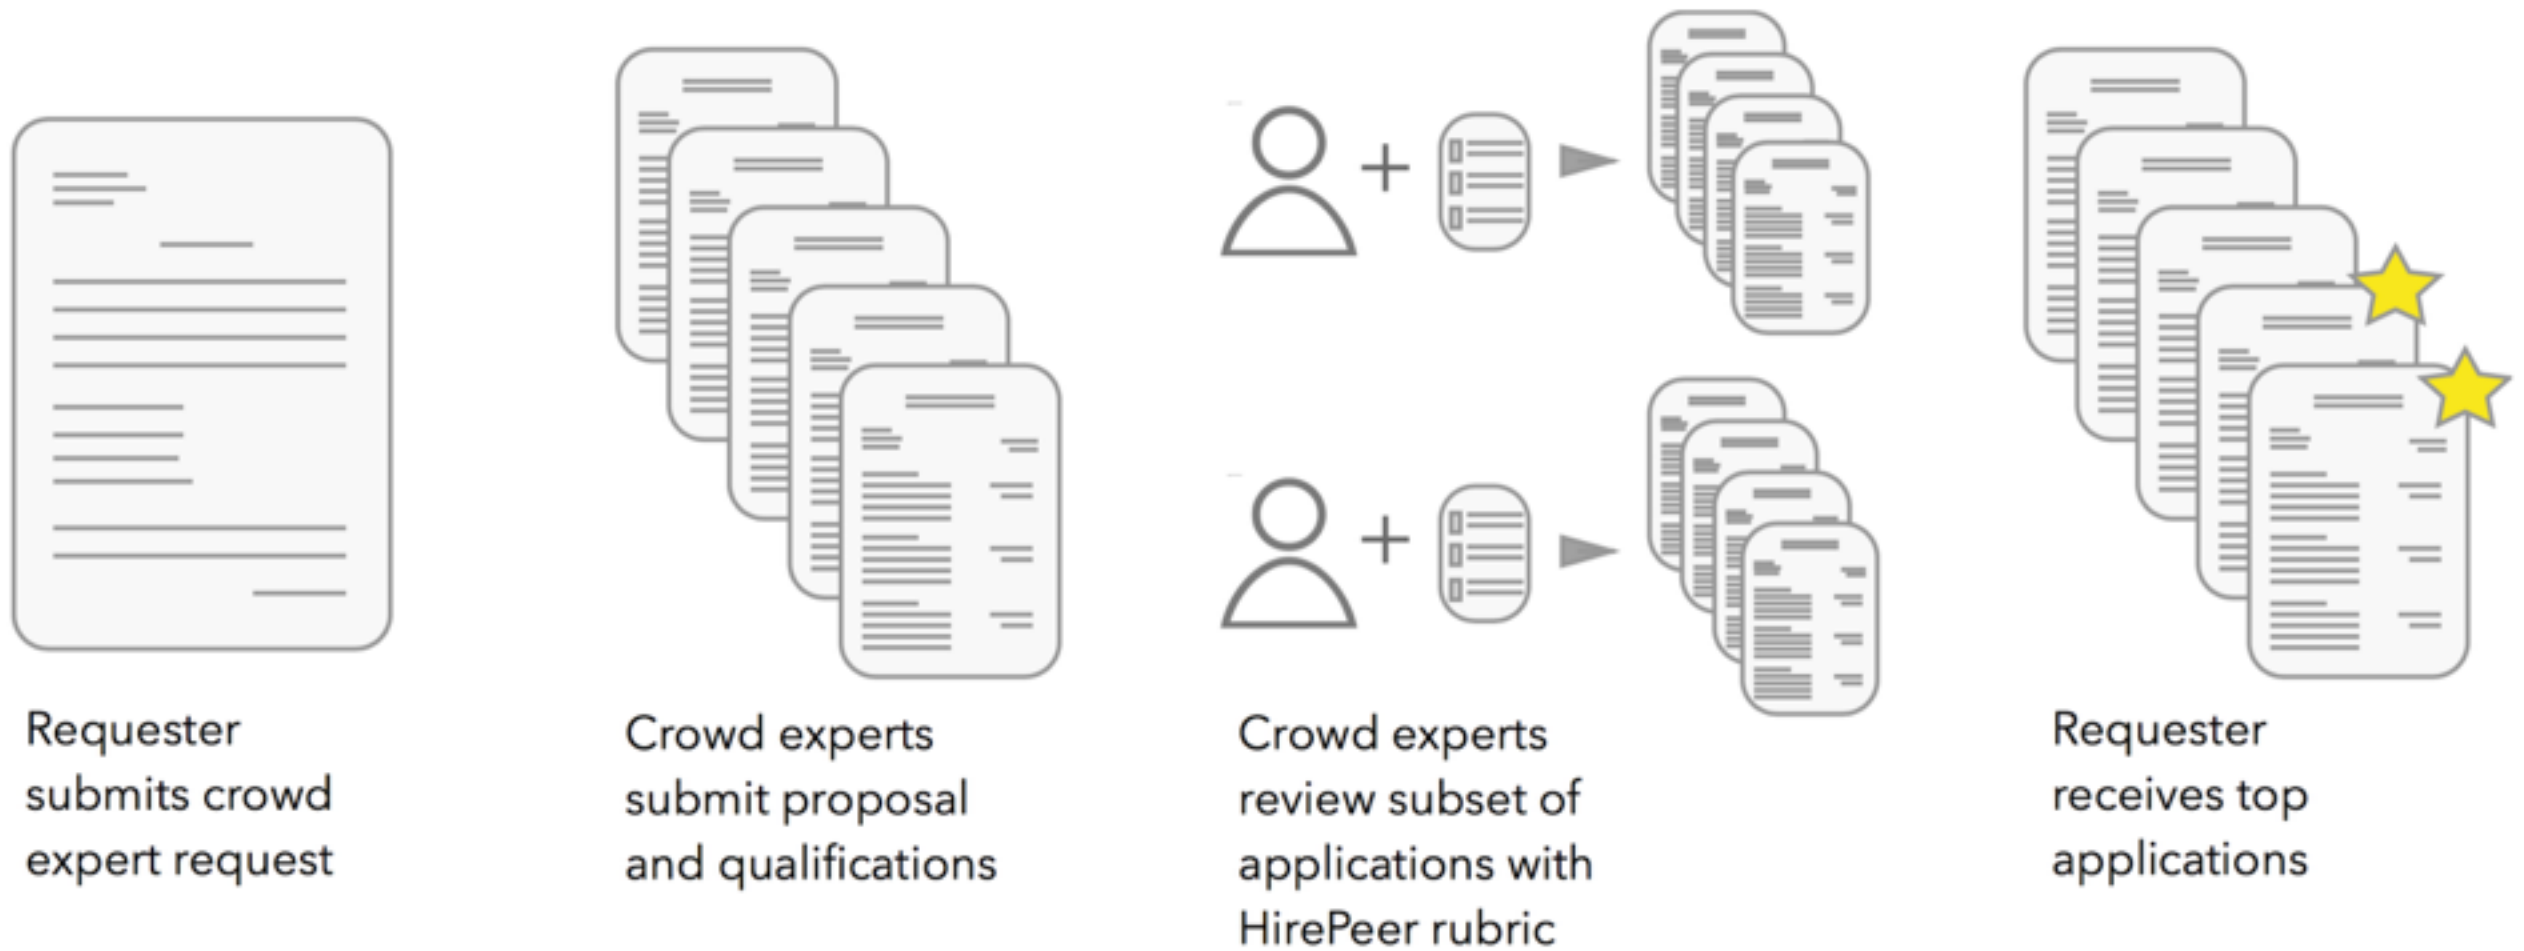 Requester
submits crowd
expert request
Crowd experts
submit proposal
and qualifications
Crowd experts
review subset of
applications with
HirePeer rubric
Requester
receives top
applications